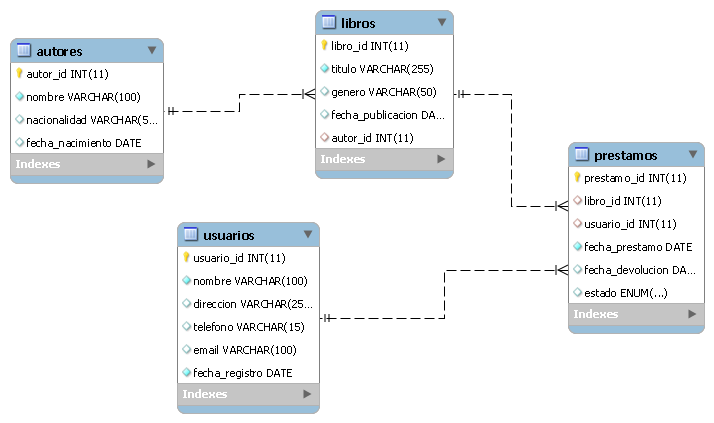 autores
autor_id INT(11)
nombre VARCHAR(100)
nacionalidad VARCHAR(5...
fecha_nacimiento DATE
Indexes
libros
libro_id INT(11)
titulo VARCHAR(255)
genero VARCHAR(50)
fecha_publicacion DA...
autor_id INT(11)
Indexes
usuarios
usuario_id INT(11)
nombre VARCHAR(100)
direccion VARCHAR(25...
telefono VARCHAR(15)
email VARCHAR(100)
fecha_registro DATE
Indexes
prestamos
prestamo_id INT(11)
libro_id INT(11)
usuario_id INT(11)
fecha_prestamo DATE
fecha_devolucion DA...
estado ENUM(...)
Indexes